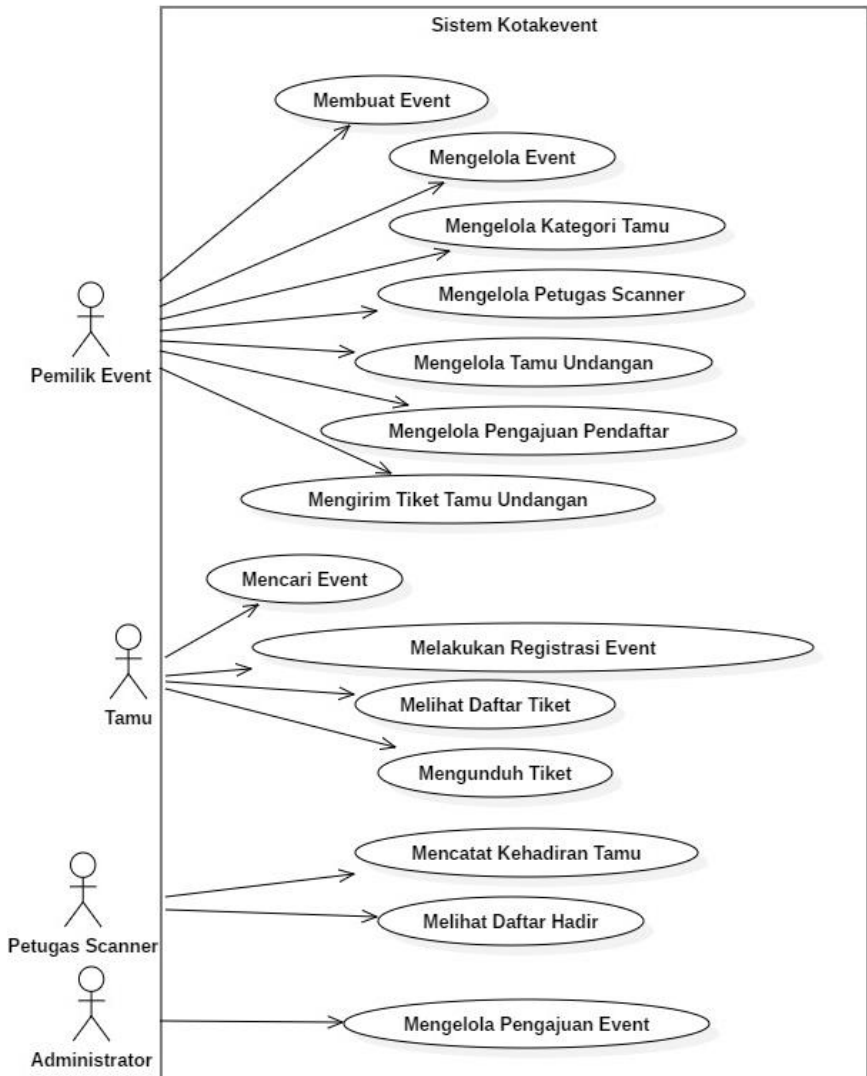 Sistem Kotakevent
Membuat Event
Mengelola Event
Mengelola Kategori Tamu
Mengelola Petugas Scanner
Pemilik Event
Mengelola Tamu Undangan
Mengelola Pengajuan Pendaftar
Mengirim Tiket Tamu Undangan
Mencari Event
Melakukan Registrasi Event
Tamu
Melihat Daftar Tiket
Mengunduh Tiket
Mencatat Kehadiran Tamu
Melihat Daftar Hadir
Petugas Scanner
Mengelola Pengajuan Event
Administrator